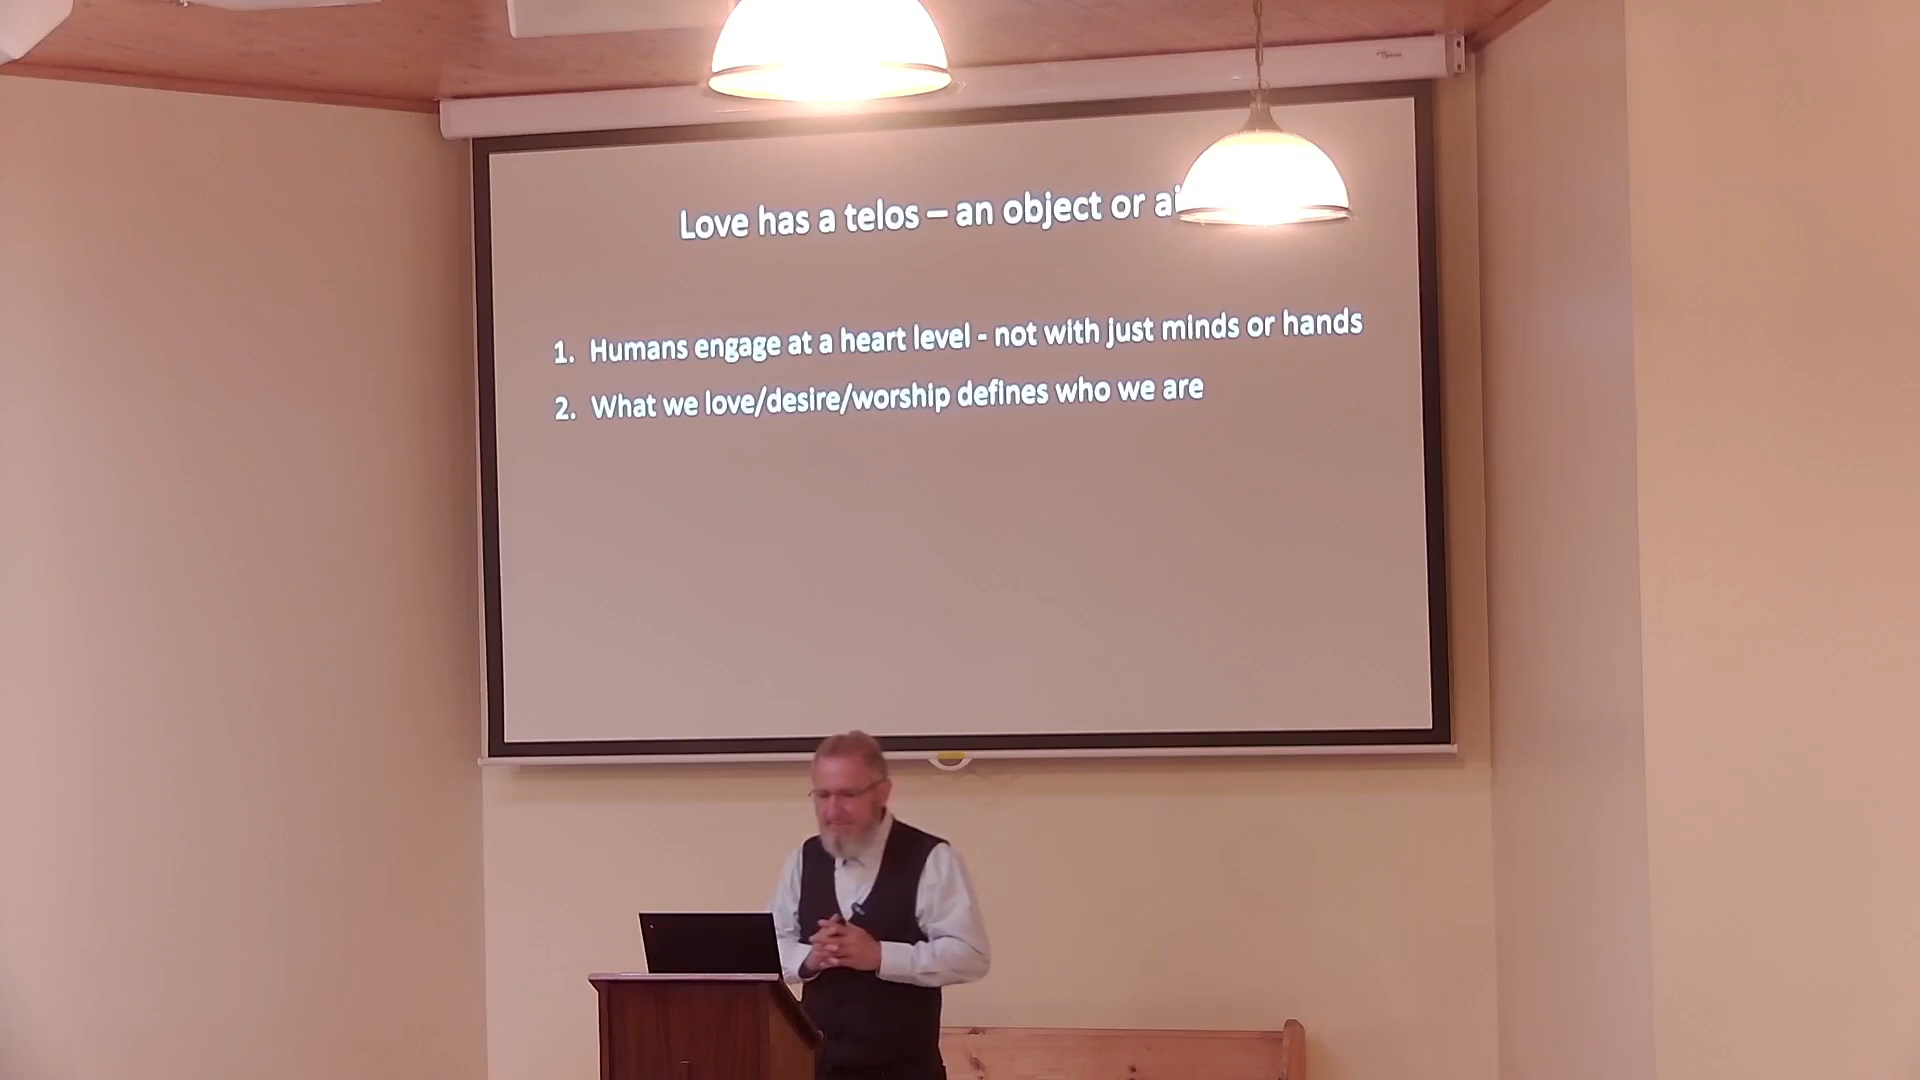 Love has a telos – an object or
1. Humans engage at a heart level - not with just minds or hands
2. What we love/desire/worship defines who we are